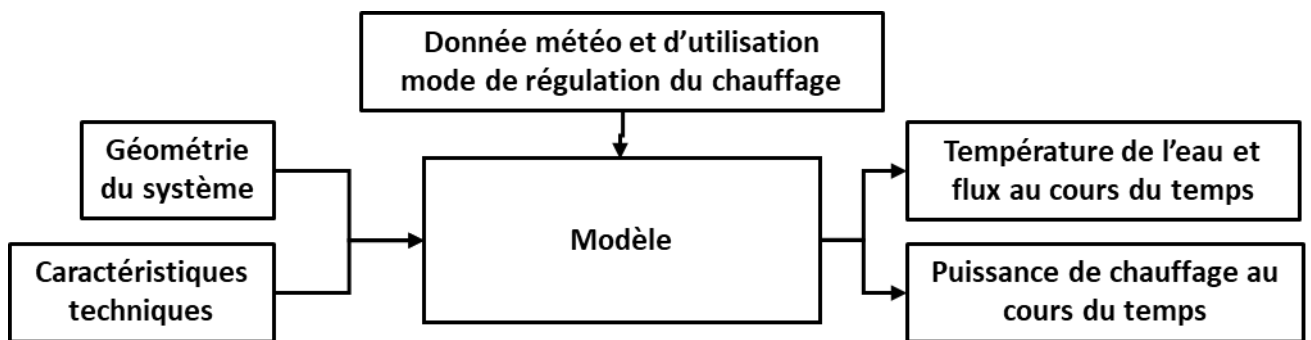 Donnée météo et d'utilisation
mode de régulation du chauffage
Géométrie
du système
Caractéristiques
techniques
Modèle
Température de l'eau et
flux au cours du temps
Puissance de chauffage au
cours du temps